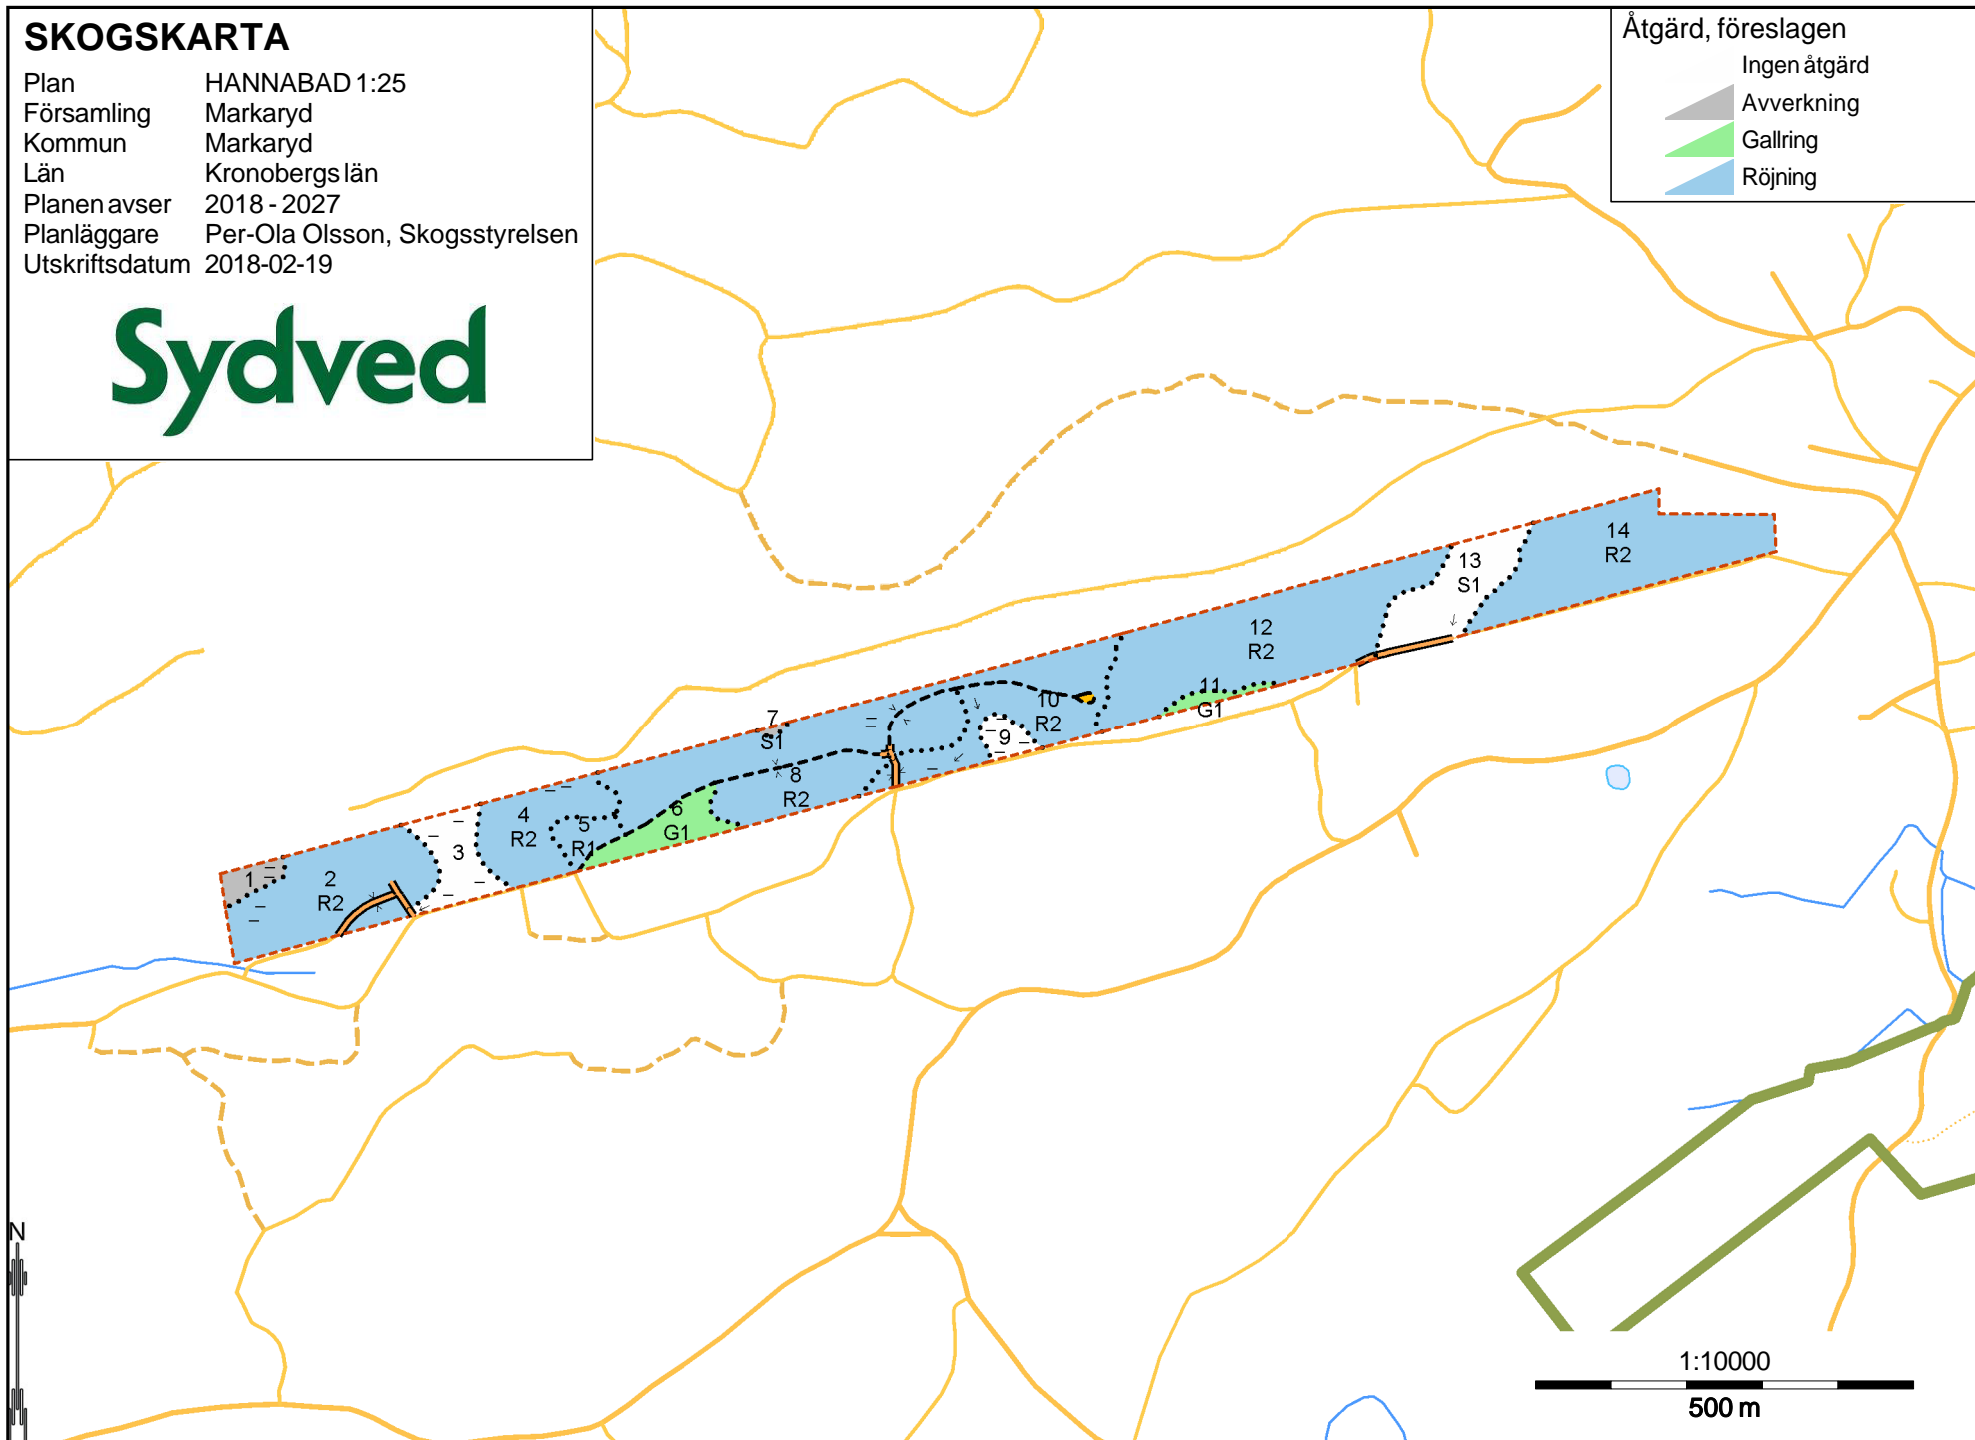 SKOGSKARTA
Plan HANNABAD 1:25
Församling Markaryd
Kommun Markaryd
Län Kronobergs län
Planen avser 2018 - 2027
Planläggare Per-Ola Olsson, Skogsstyrelsen
Utskriftsdatum 2018-02-19
Sydved
Åtgärd, föreslagen
Ingen åtgärd
Avverkning
Gallring
Röjning
14
R2
13
S1
12
R2
11
G1
10
R2
9
7
S1
8
R2
6
G1
5
R1
4
R2
3
2
R2
1
N
1:10000
500 m